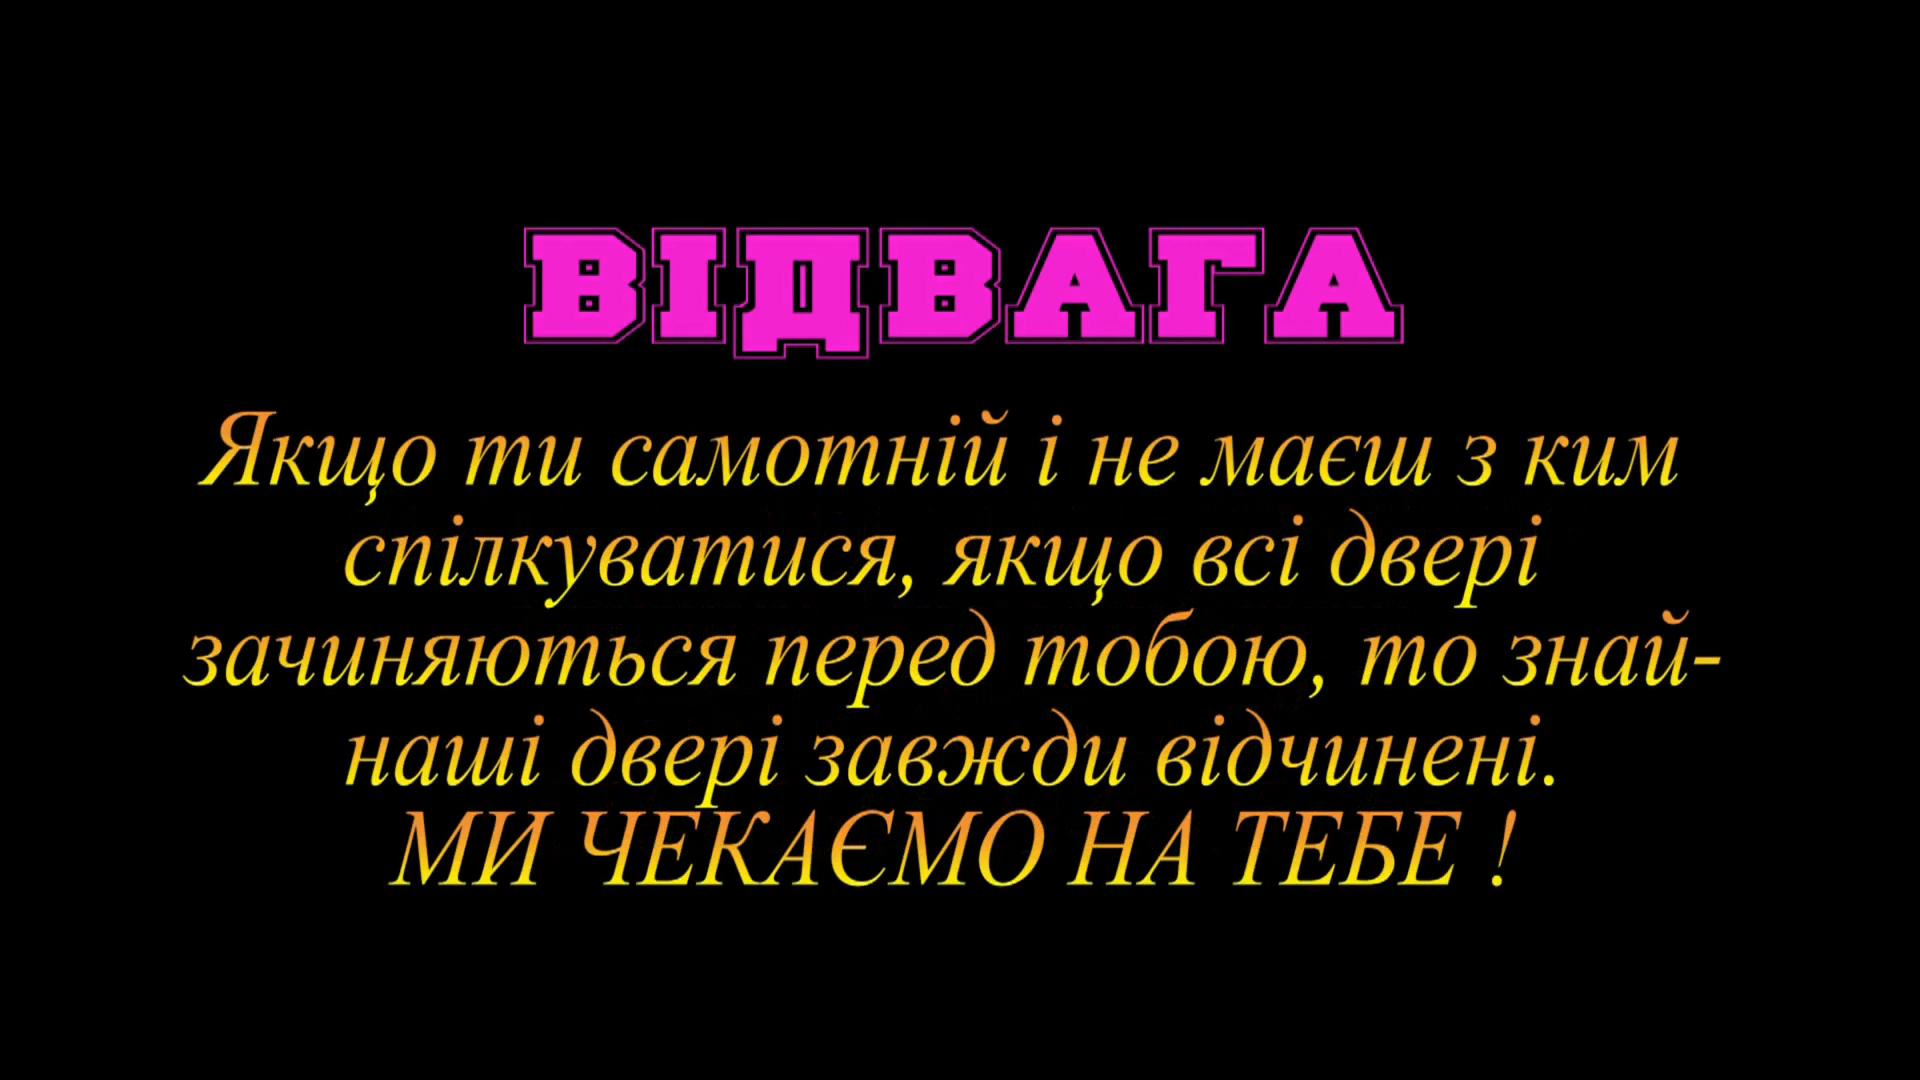 ВІДВАГА
Якщо ти самотній і не маєш з ким
спілкуватися, якщо всі двері
зачиняються перед тобою, то знай-
наші двері завжди відчинені.
МИ ЧЕКАЄМО НА ТЕБЕ !